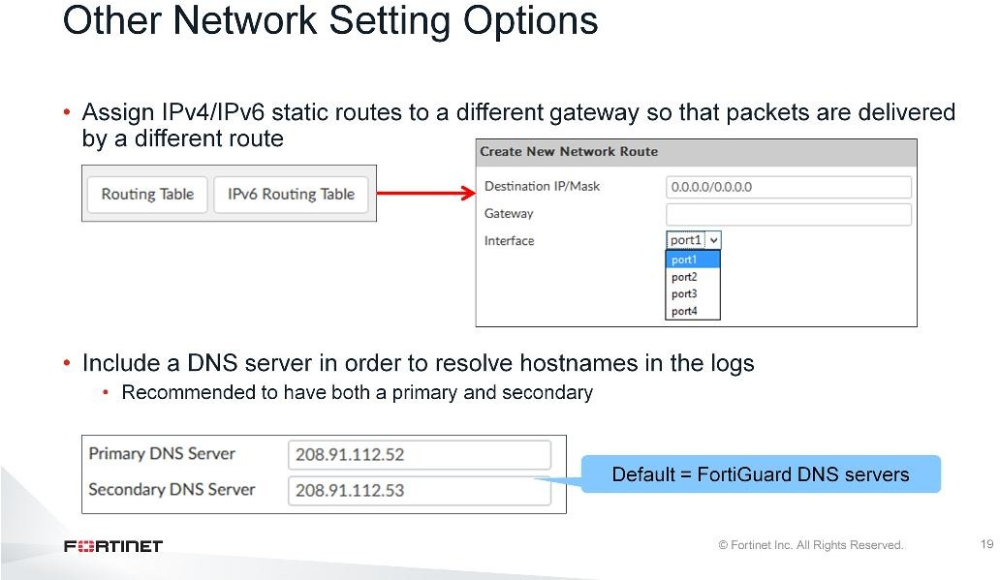 Other Network Setting Options
• Assign IPv4/IPv6 static routes to a different gateway so that packets are delivered
by a different route
Routing Table
IPv6 Routing Table
Create New Network Route
Destination IP/Mask
0.0.0.0/0.0.0.0
Gateway
Interface
port1
port1
port2
port3
port4
• Include a DNS server in order to resolve hostnames in the logs
• Recommended to have both a primary and secondary
Primary DNS Server
208.91.112.52
Secondary DNS Server
208.91.112.53
Default = FortiGuard DNS servers
FORTINET
© Fortinet Inc. All Rights Reserved.
19